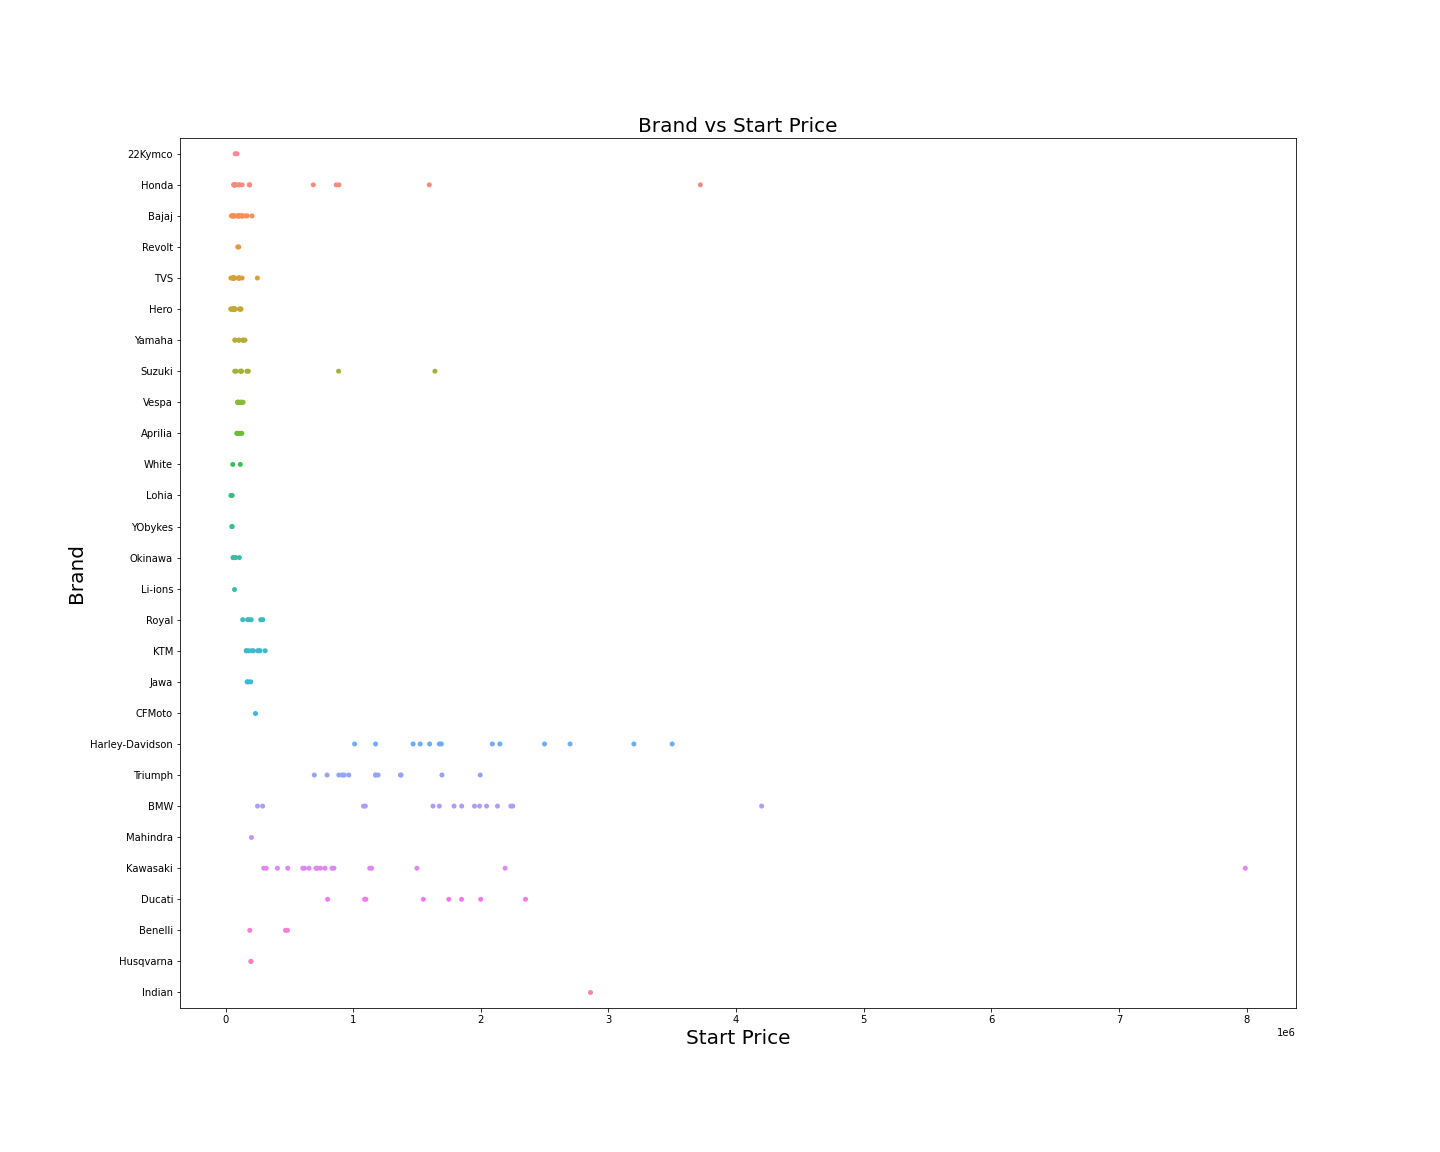 Brand vs Start Price
22Kymco
Honda
Bajaj
Revolt
TVS
Hero
Yamaha
Suzuki
Vespa
Aprilia
White
Lohia
YObykes
Okinawa
Li-ions
Royal
KTM
Jawa
CFMoto
Harley-Davidson
Triumph
BMW
Mahindra
Kawasaki
Ducati
Benelli
Husqvarna
Indian
Brand
0 1 2 3 4 5 6 7 8
1e6
Start Price